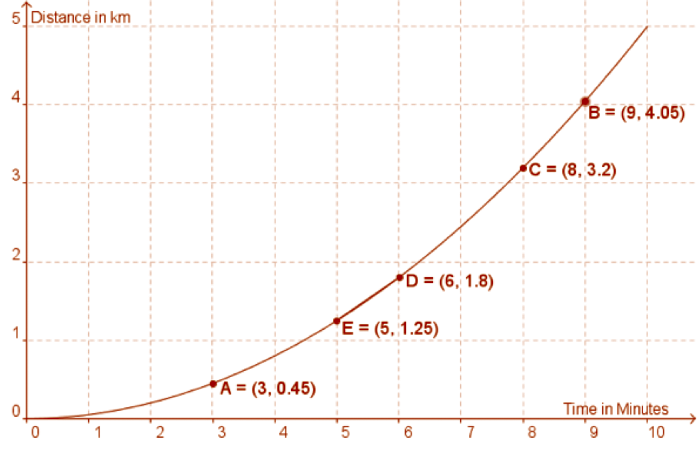 5
Distance in km
4
B = (9, 4.05)
C = (8, 3.2)
3
2
D = (6, 1.8)
E = (5, 1.25)
1
A = (3, 0.45)
Time in Minutes
0
0 1 2 3 4 5 6 7 8 9 10